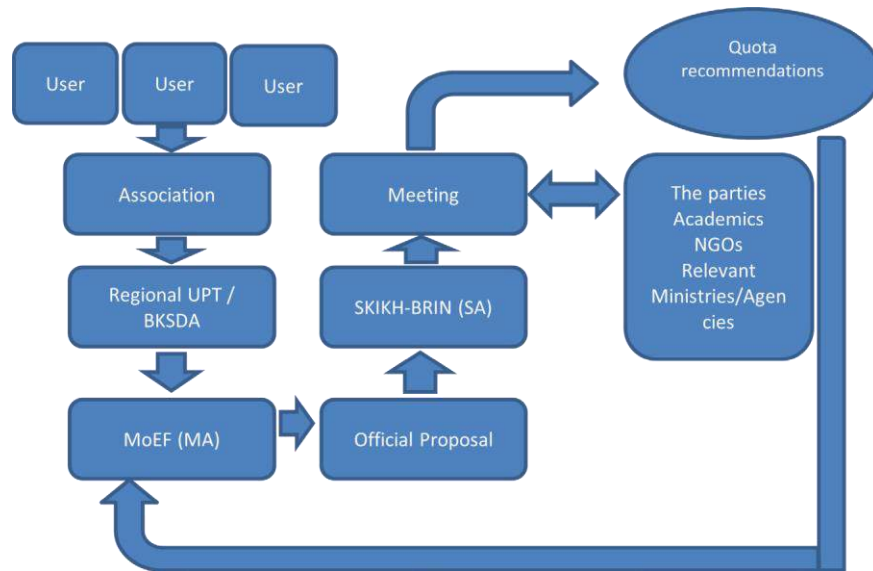 User
User
User
Association
Regional UPT /
BKSDA
MoEF (MA)
Official Proposal
SKIKH-BRIN (SA)
Meeting
Quota
recommendations
The parties
Academics
NGOs
Relevant
Ministries/Agen
cies